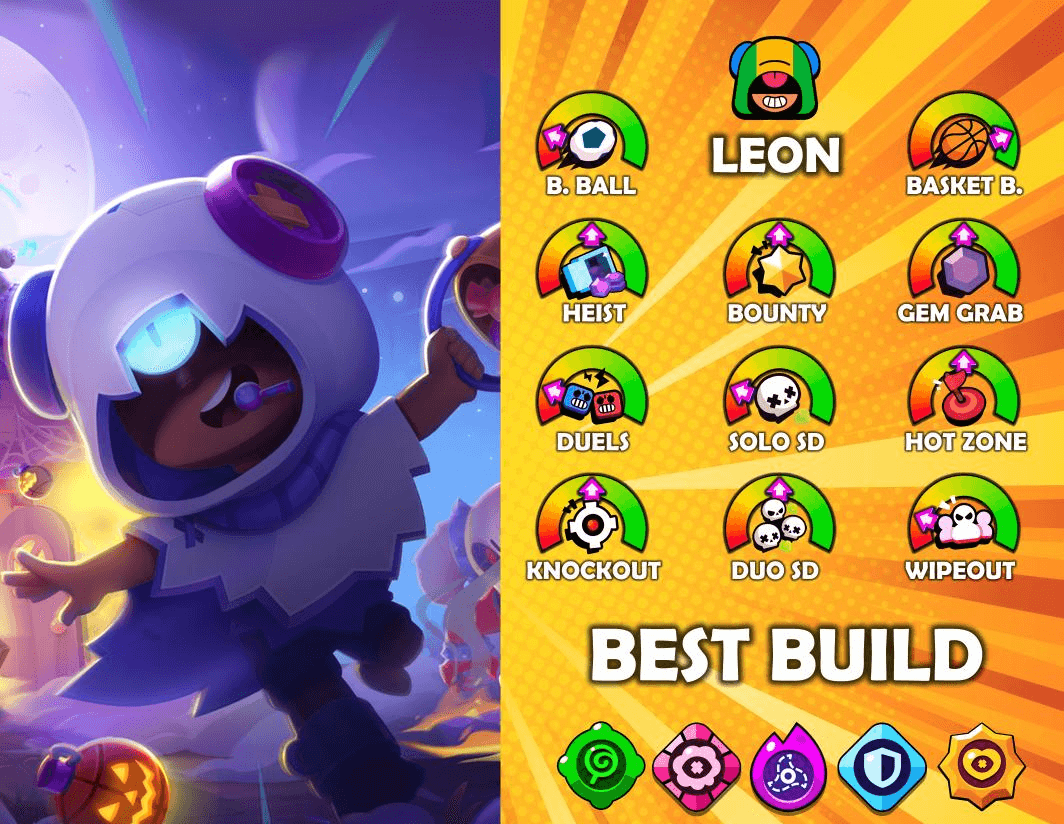 LEON
B. BALL
BASKET B.
HEIST
BOUNTY
GEM GRAB
DUELS
SOLO SD
HOT ZONE
KNOCKOUT
DUO SD
WIPEOUT
BEST BUILD